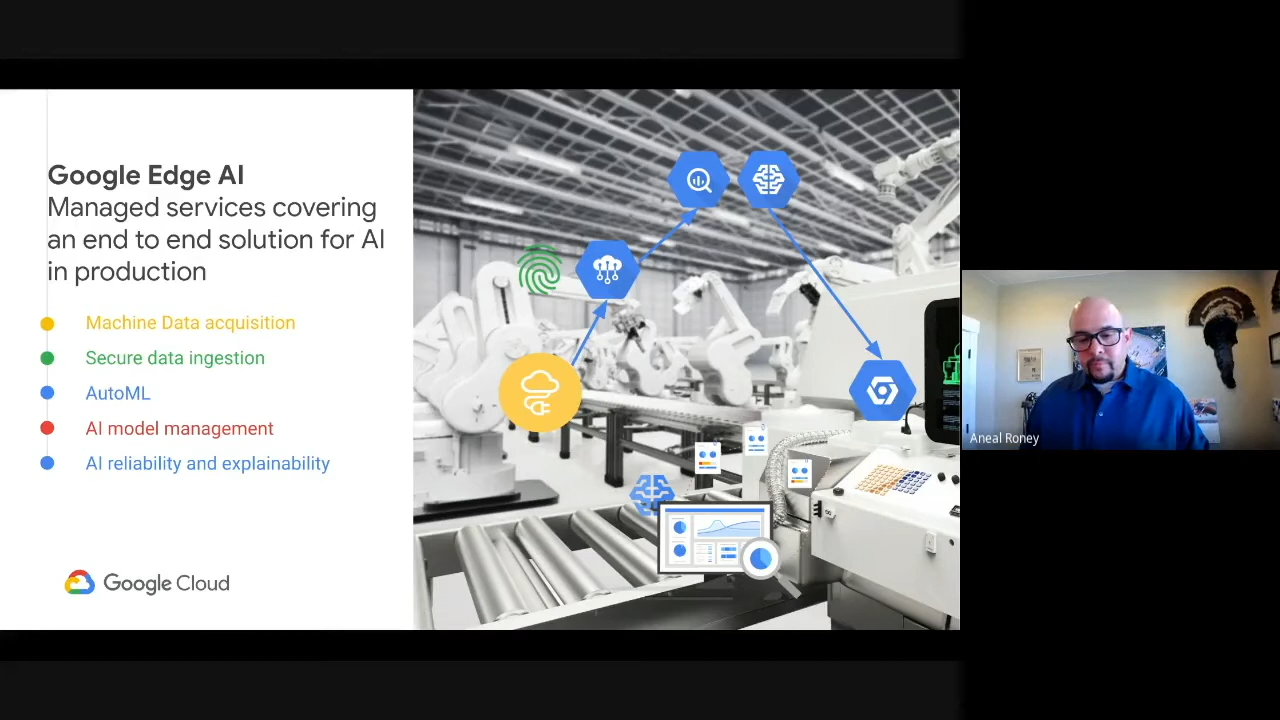 Google Edge AI
Managed services covering
an end to end solution for AI
in production
Machine Data acquisition
Secure data ingestion
AutoML
AI model management
AI reliability and explainability
Google Cloud
Aneal Roney